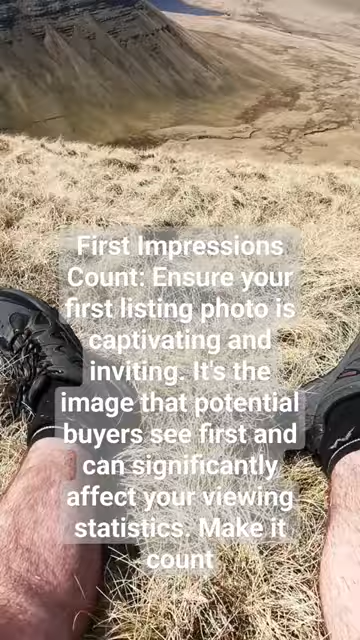 First Impressions
Count: Ensure your
first listing photo is
captivating and
inviting. It's the
image that potential
buyers see first and
can significantly
affect your viewing
statistics. Make it
count